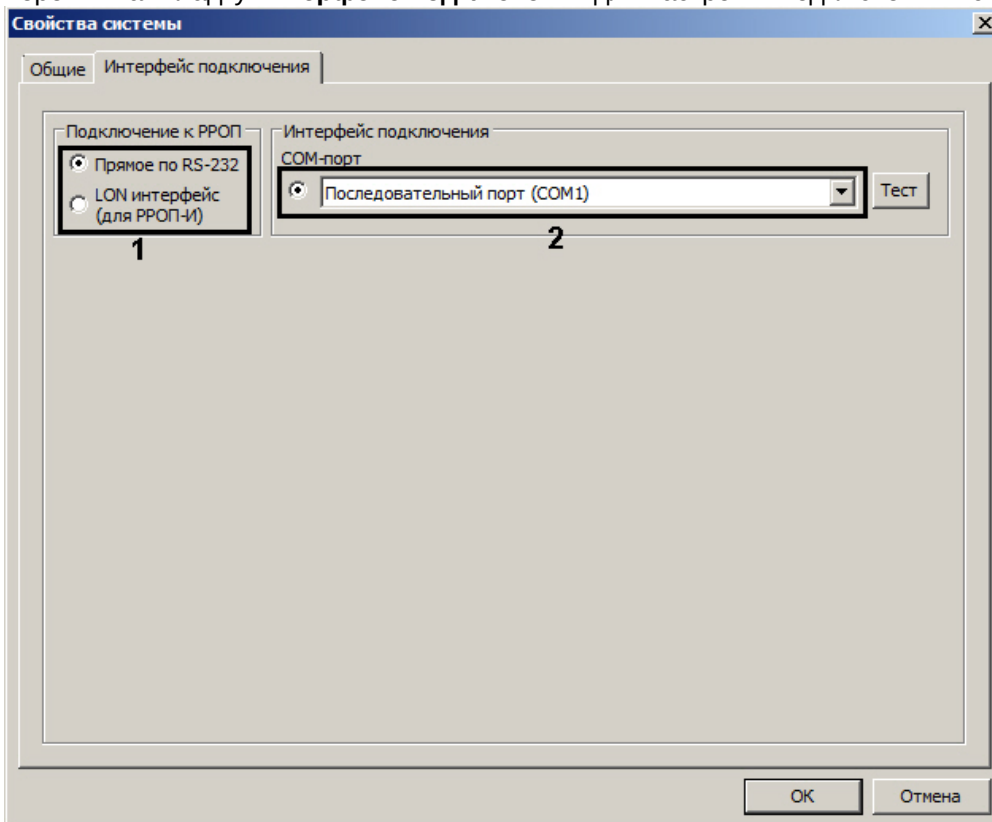 Свойства системы
Общие
Интерфейс подключения
Подключение к РРОП
Прямое по RS-232
LON интерфейс
(для РРОП-И)
1
Интерфейс подключения
COM-порт
Последовательный порт (COM1)
Тест
2
OK
Отмена